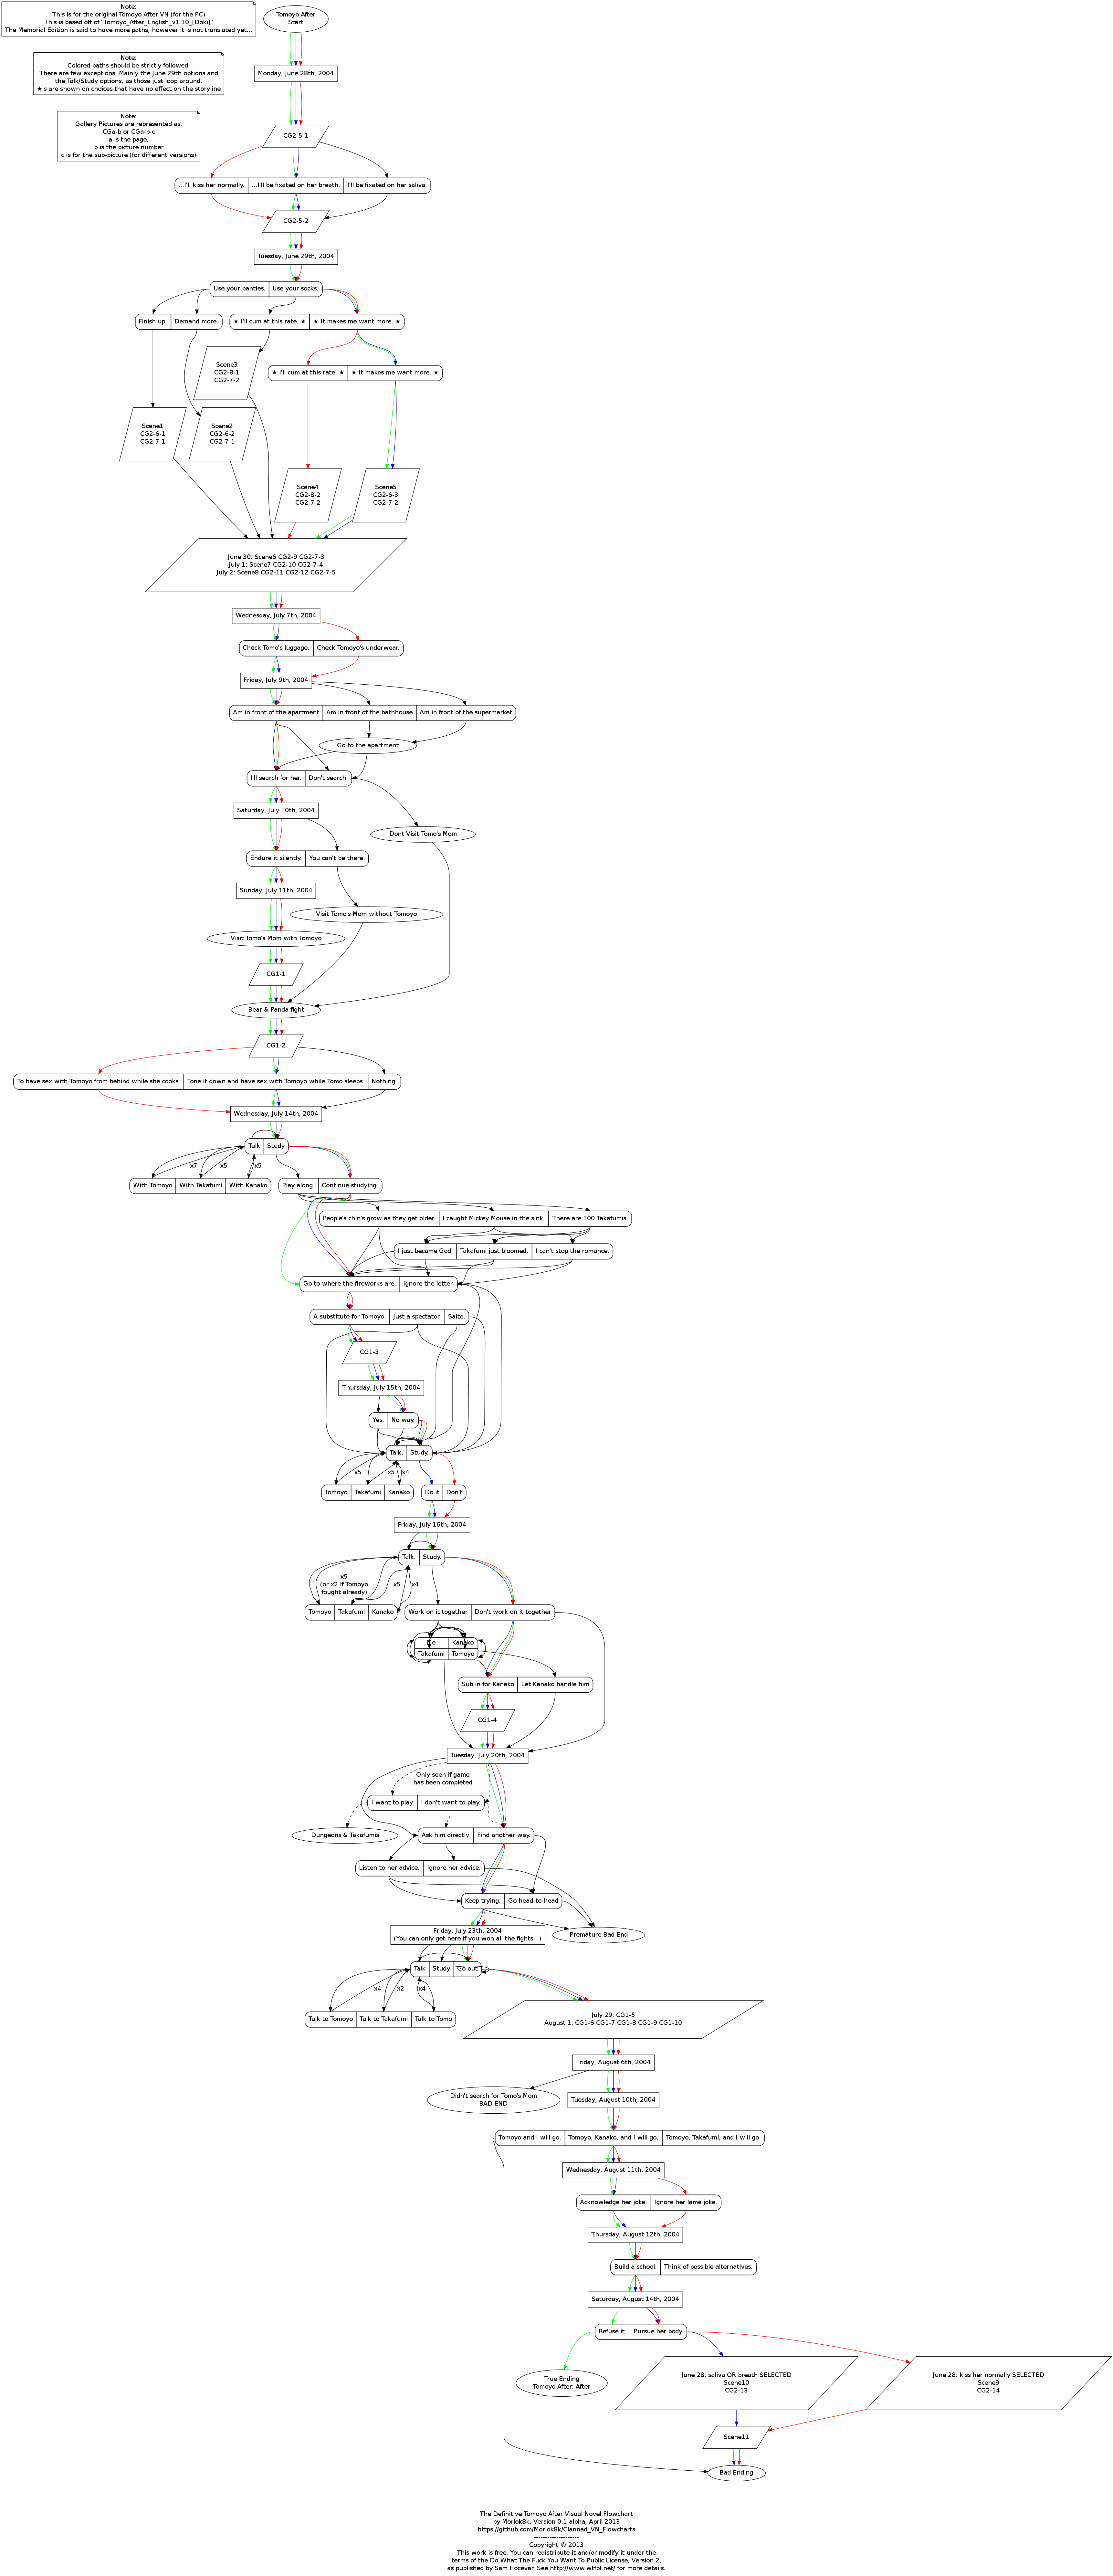 Note:
This is for the original Tomoyo After VN (for the PC)
This is based off of "Tomoyo_After_English_v1.10_[Doki]"
The Memorial Edition is said to have more paths, however it is not translated yet...
Tomoyo After
Start
Note:
Colored paths should be strictly followed.
There are few exceptions: Mainly the June 29th options and
the Talk/Study options, as those just loop around.
★'s are shown on choices that have no effect on the storyline
Monday, June 28th, 2004
Note:
Gallery Pictures are represented as:
CGa-b or CGa-b-c
a is the page,
b is the picture number
c is for the sub-picture (for different versions)
CG2-5-1
...I'll kiss her normally. ...I'll be fixated on her breath. I'll be fixated on her saliva.
CG2-5-2
Tuesday, June 29th, 2004
Use your panties. Use your socks.
Finish up. Demand more. ★ I'll cum at this rate. ★ ★ It makes me want more. ★
Scene3
CG2-8-1
CG2-7-2
★ I'll cum at this rate. ★ ★ It makes me want more. ★
Scene1
CG2-6-1
CG2-7-1
Scene2
CG2-6-2
CG2-7-1
Scene4
CG2-8-2
CG2-7-2
Scene5
CG2-6-3
CG2-7-2
June 30: Scene6 CG2-9 CG2-7-3
July 1: Scene7 CG2-10 CG2-7-4
July 2: Scene8 CG2-11 CG2-12 CG2-7-5
Wednesday, July 7th, 2004
Check Tomo's luggage. Check Tomoyo's underwear.
Friday, July 9th, 2004
Am in front of the apartment Am in front of the bathhouse Am in front of the supermarket
Go to the apartment
I'll search for her. Don't search.
Saturday, July 10th, 2004
Dont Visit Tomo's Mom
Endure it silently. You can't be there.
Sunday, July 11th, 2004
Visit Tomo's Mom without Tomoyo
Visit Tomo's Mom with Tomoyo
CG1-1
Bear & Panda fight
CG1-2
To have sex with Tomoyo from behind while she cooks. Tone it down and have sex with Tomoyo while Tomo sleeps. Nothing.
Wednesday, July 14th, 2004
Talk Study
x7 x5 x5
With Tomoyo With Takafumi With Kanako Play along. Continue studying.
People's chin's grow as they get older. I caught Mickey Mouse in the sink. There are 100 Takafumis.
I just became God. Takafumi just bloomed. I can't stop the romance.
Go to where the fireworks are. Ignore the letter.
A substitute for Tomoyo. Just a spectator. Saito.
CG1-3
Thursday, July 15th, 2004
Yes. No way.
Talk. Study.
x5 x5 x4
Tomoyo Takafumi Kanako Do it Don't
Friday, July 16th, 2004
Talk. Study.
x5
(or x2 if Tomoyo
fought already)
x5 x4
Tomoyo Takafumi Kanako Work on it together Don't work on it together
Kanako
Takafumi Tomoyo
Sub in for Kanako Let Kanako handle him
CG1-4
Tuesday, July 20th, 2004
Only seen if game
has been completed
I want to play. I don't want to play.
Dungeons & Takafumis Ask him directly. Find another way.
Listen to her advice. Ignore her advice.
Keep trying. Go head-to-head
Friday, July 23th, 2004
(You can only get here if you won all the fights...)
Premature Bad End
Talk Study Go out
x4 x2 x4
Talk to Tomoyo Talk to Takafumi Talk to Tomo
July 29: CG1-5
August 1: CG1-6 CG1-7 CG1-8 CG1-9 CG1-10
Friday, August 6th, 2004
Didn't search for Tomo's Mom
BAD END
Tuesday, August 10th, 2004
Tomoyo and I will go. Tomoyo, Kanako, and I will go. Tomoyo, Takafumi, and I will go.
Wednesday, August 11th, 2004
Acknowledge her joke. Ignore her lame joke.
Thursday, August 12th, 2004
Build a school. Think of possible alternatives.
Saturday, August 14th, 2004
Refuse it. Pursue her body.
True Ending
Tomoyo After: After
June 28: saliva OR breath SELECTED
Scene10
CG2-13
June 28: kiss her normally SELECTED
Scene9
CG2-14
Scene11
Bad Ending
The Definitive Tomoyo After Visual Novel Flowchart
by Morlok8k, Version 0.1 alpha, April 2013
https://github.com/Morlok8k/Clannad_VN_Flowcharts
--------------------
Copyright © 2013
This work is free. You can redistribute it and/or modify it under the
terms of the Do What The Fuck You Want To Public License, Version 2,
as published by Sam Hocevar. See http://www.wtfpl.net/ for more details.